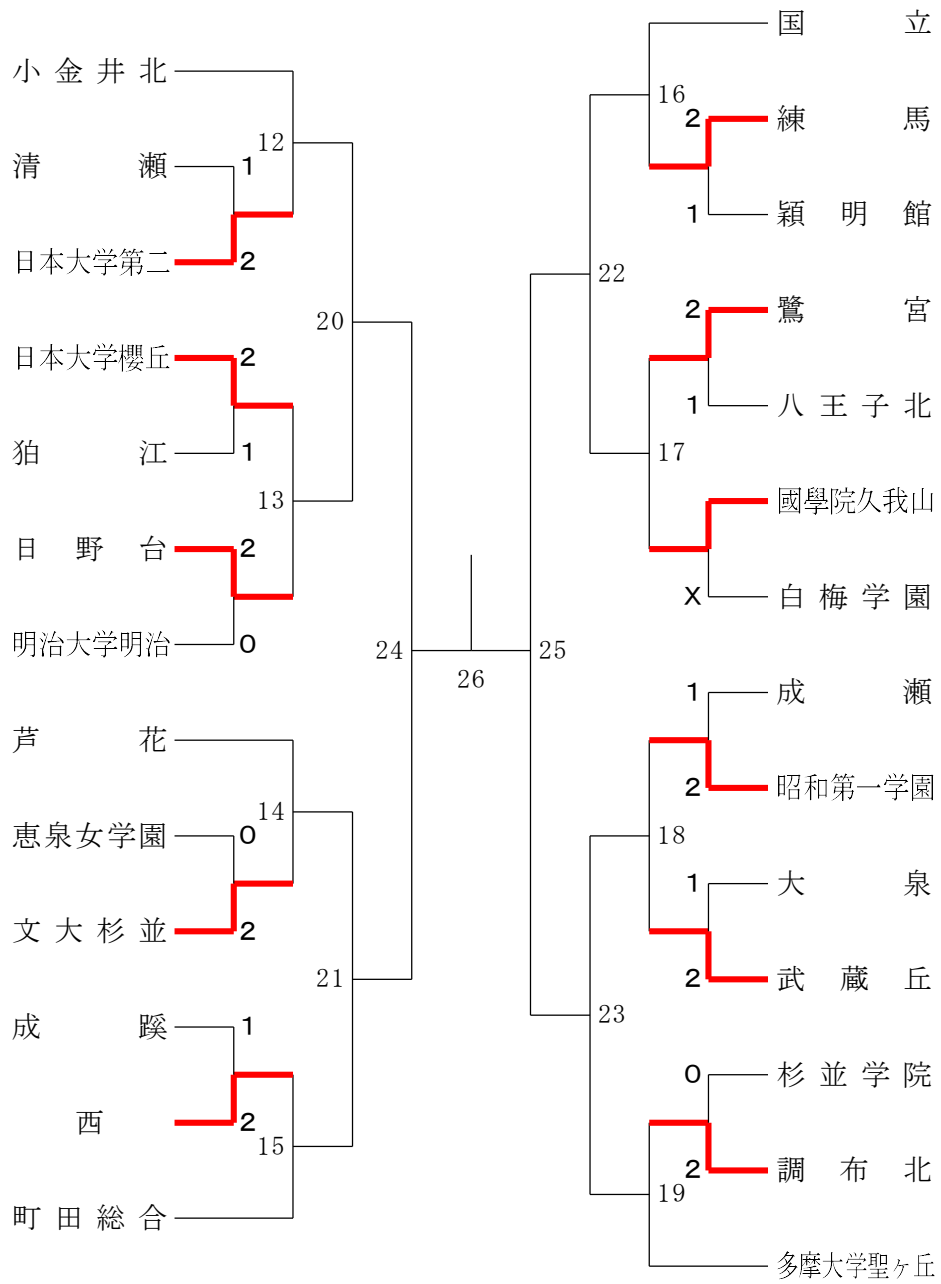 小金井北
12
清瀬 1
日本大学第二 2
20
日本大学櫻丘 2
狛江 1
13
日野台 2
明治大学明治 0
24
芦花
14
恵泉女学園 0
文大杉並 2
21
成蹊 1
西 2
15
町田総合
26
国立
16
2 練馬
1 穎明館
22
2 鷺宮
1 八王子北
17
國學院久我山
X 白梅学園
25
1 成瀬
2 昭和第一学園
18
1 大泉
2 武蔵丘
23
0 杉並学院
2 調布北
19
多摩大学聖ヶ丘